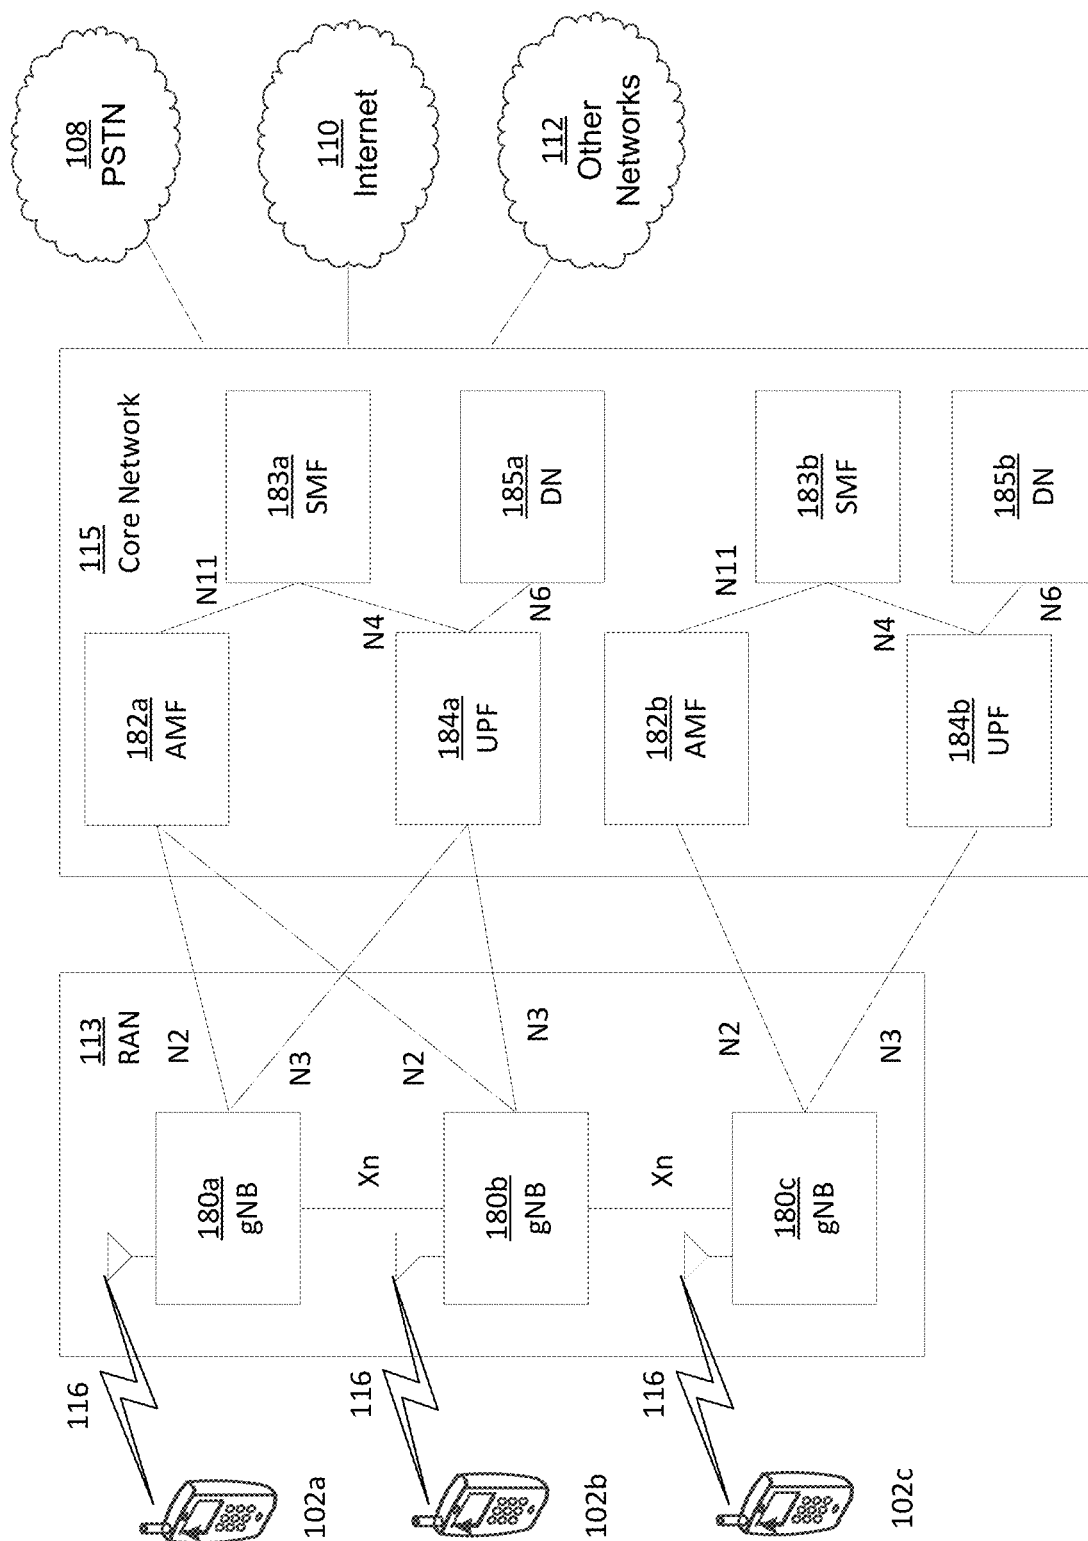 102a
102b
102c
116
116
116
113
RAN
180a
gNB
180b
gNB
180c
gNB
Xn
Xn
N2
N3
N2
N3
N2
N3
115
Core Network
182a
AMF
184a
UPF
182b
AMF
184b
UPF
N11
N4
N6
N11
N4
N6
183a
SMF
185a
DN
183b
SMF
185b
DN
108
PSTN
110
Internet
112
Other
Networks